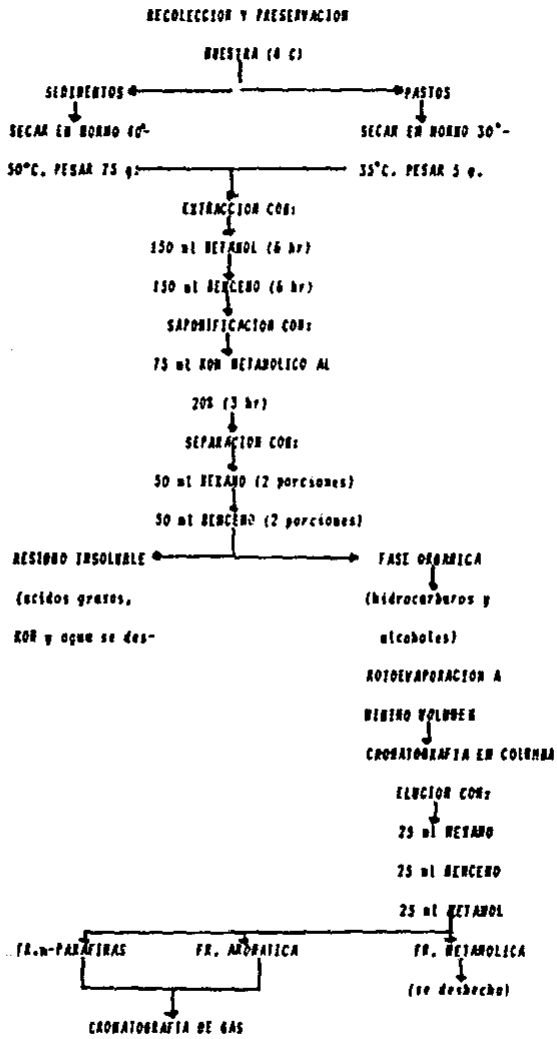 RECOLECCION Y PRESERVACION
MUESTRA (4 C)
SEDIMENTOS
PASTOS
SECAR EN HORNO 40°-
SECAR EN HORNO 30°-
50°C. PESAR 75 g.
35°C. PESAR 5 g.
EXTRACCION CON:
150 ml METANOL (6 hr)
150 ml BENCENO (6 hr)
SAPONIFICACION CON:
75 ml KOH METANOLICO AL
20% (3 hr)
SEPARACION CON:
50 ml HEXANO (2 porciones)
50 ml BENCENO (2 porciones)
RESIDUO INSOLUBLE
FASE ORGANICA
(acidos grasos,
(hidrocarburos y
KOH y agua se des-
alcoholes)
ROTOEVAPORACION A
MINIMO VOLUMEN
CROMATOGRAFIA EN COLUMNA
ELUCION CON:
25 ml HEXANO
25 ml BENCENO
25 ml METANOL
FR.n-PARAFINAS
FR. AROMATICA
FR. METANOLICA
(se deshecha)
CROMATOGRAFIA DE GAS